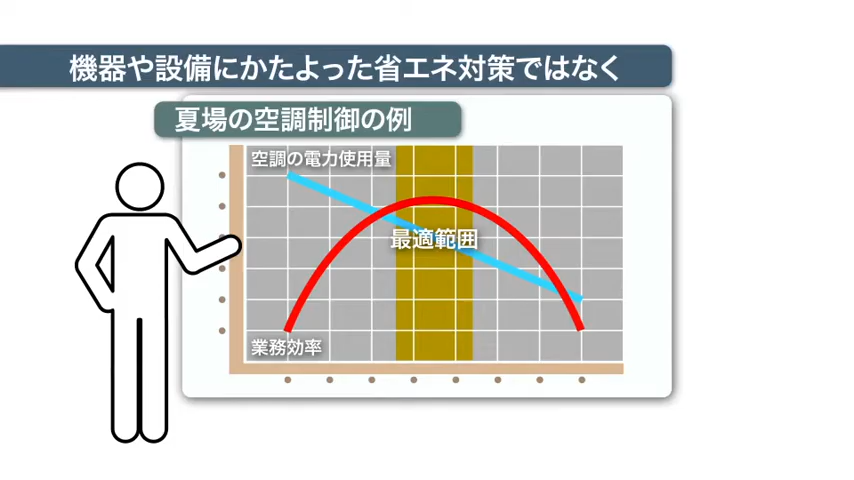 機器や設備にかたよった省エネ対策ではなく
夏場の空調制御の例
空調の電力使用量
最適範囲
業務効率